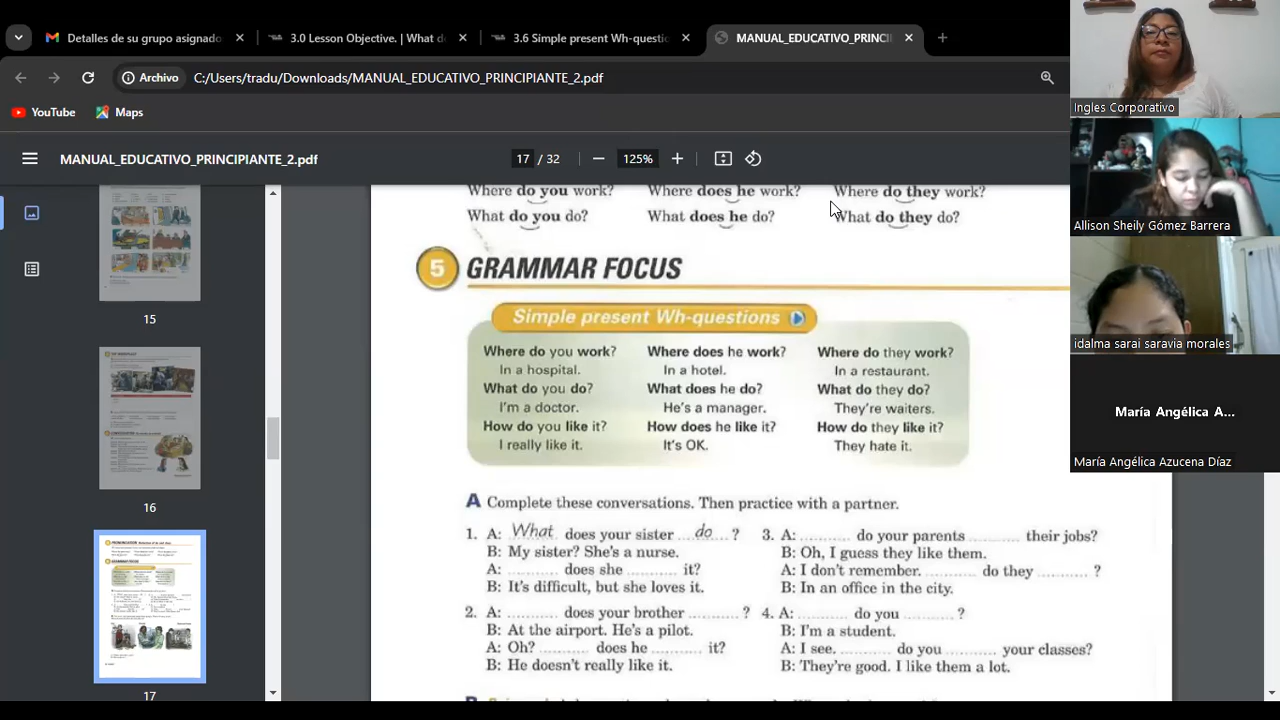 Detalles de su grupo asignado
3.0 Lesson Objective. | What d
3.6 Simple present Wh-questi
MANUAL_EDUCATIVO_PRINCI
Archivo
C:/Users/tradu/Downloads/MANUAL_EDUCATIVO_PRINCIPIANTE_2.pdf
YouTube
Maps
MANUAL_EDUCATIVO_PRINCIPIANTE_2.pdf
17 / 32
125%
Ingles Corporativo
Allison Sheily Gómez Barrera
idalma sarai saravia morales
María Angélica A...
María Angélica Azucena Díaz
15
16
17
Where do you work? Where does he work? Where do they work?
What do you do? What does he do? What do they do?
5 GRAMMAR FOCUS
Simple present Wh-questions
Where do you work? Where does he work? Where do they work?
In a hospital. In a hotel. In a restaurant.
What do you do? What does he do? What do they do?
I'm a doctor. He's a manager. They're waiters.
How do you like it? How does he like it? How do they like it?
I really like it. It's OK. They hate it.
A Complete these conversations. Then practice with a partner.
1. A: What does your sister do ?
B: My sister? She's a nurse.
A: ......... does she ......... it?
B: It's difficult, but she loves it.
2. A: ......... does your brother ......... ?
B: At the airport. He's a pilot.
A: Oh? ......... does he ......... it?
B: He doesn't really like it.
3. A: ......... do your parents ......... their jobs?
B: Oh, I guess they like them.
A: I don't remember. ......... do they ......... ?
B: In an office in the city.
4. A: ......... do you ......... ?
B: I'm a student.
A: I see. ......... do you ......... your classes?
B: They're good. I like them a lot.